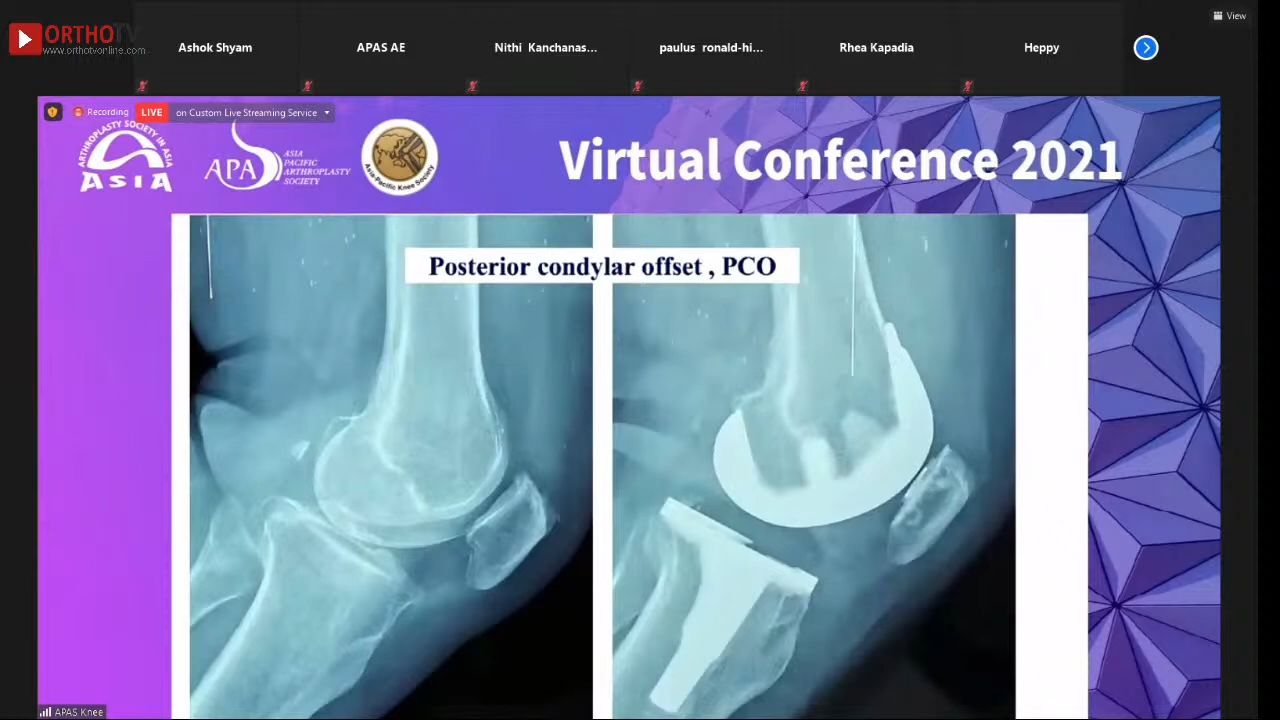 ORTHOTV
www.orthotvonline.com
View
Ashok Shyam
APAS AE
Nithi Kanchanas...
paulus ronald-hi...
Rhea Kapadia
Heppy
Recording
LIVE
on Custom Live Streaming Service
ARTHROPLASTY SOCIETY IN ASIA
ASIA
APAS
ASIA
PACIFIC
ARTHROPLASTY
SOCIETY
Asia-Pacific Knee Society
Virtual Conference 2021
Posterior condylar offset , PCO
APAS Knee